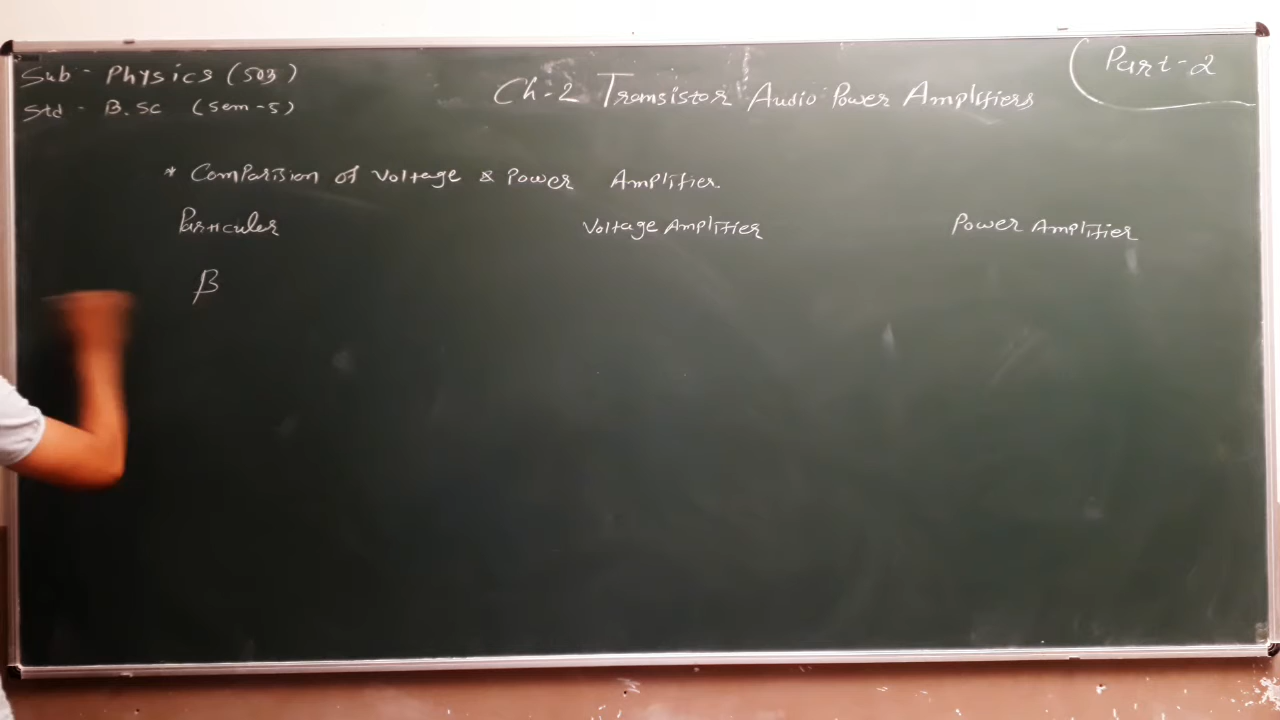 Sub - Physics (503)
Std - B.Sc (Sem-5)
Ch-2 Transistor Audio Power Amplifiers
Part-2
* Comparision of Voltage & Power Amplifier.
Particular Voltage Amplifier Power Amplifier
β